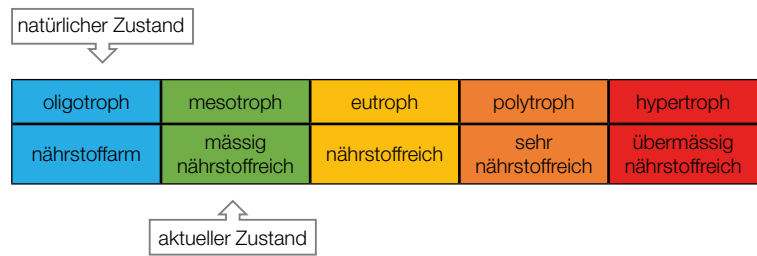 natürlicher Zustand
oligotroph mesotroph eutroph polytroph hypertroph
nährstoffarm mässig nährstoffreich nährstoffreich sehr nährstoffreich übermässig nährstoffreich
aktueller Zustand